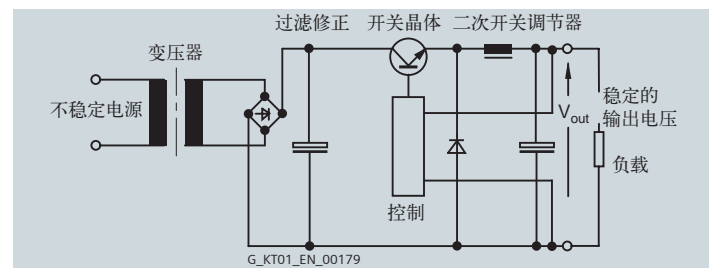 过滤修正 开关晶体 二次开关调节器
变压器
不稳定电源
V out
稳定的
输出电压
负载
控制
G_KT01_EN_00179